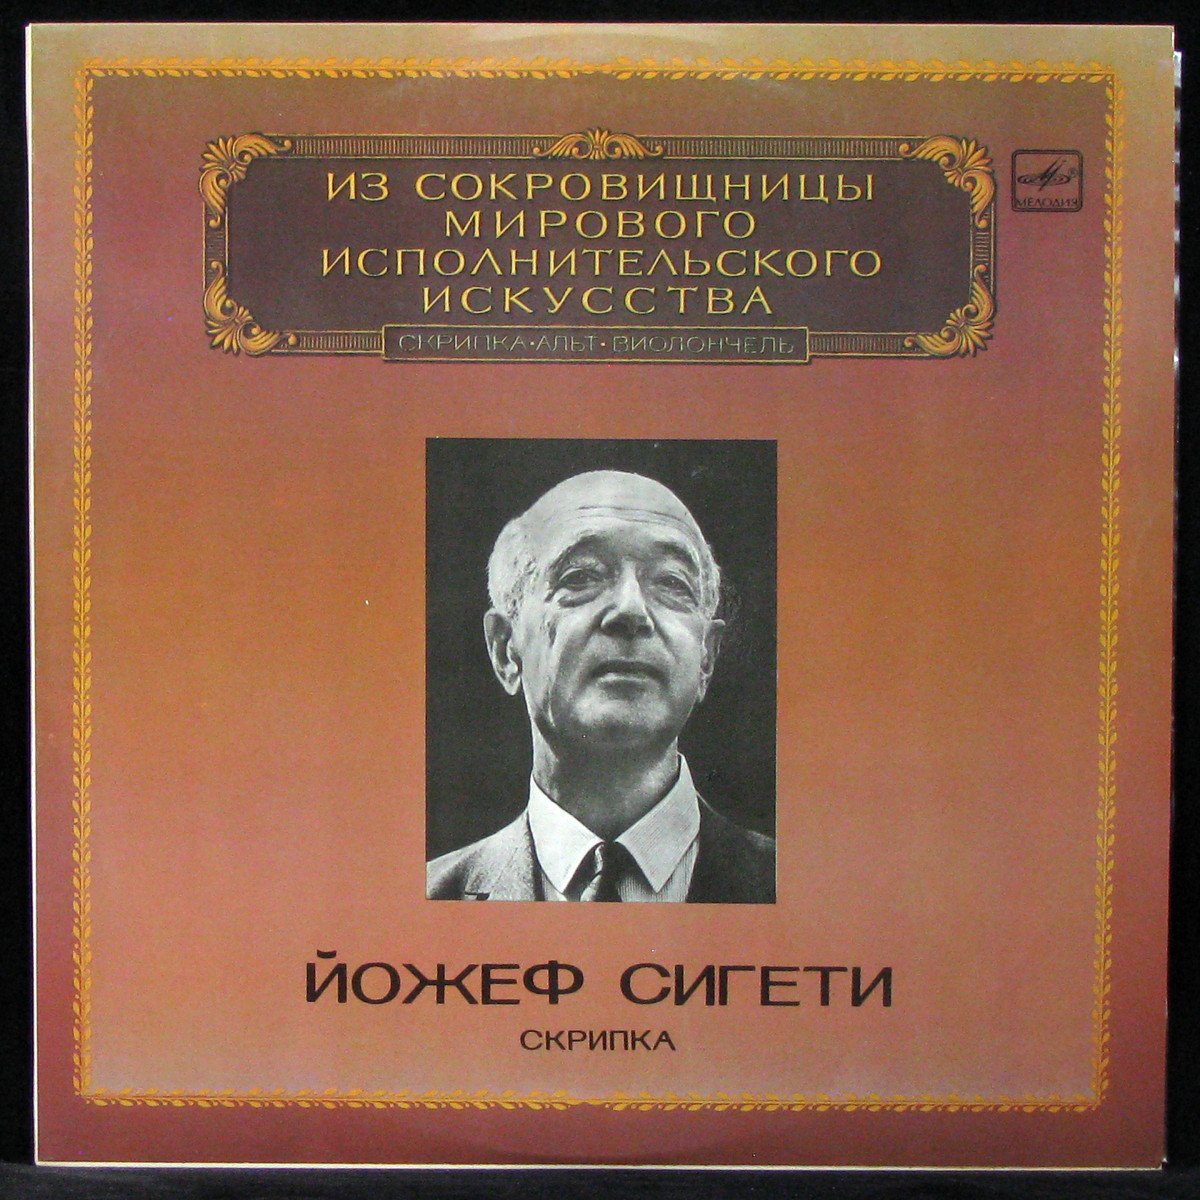 ИЗ СОКРОВИЩНИЦЫ
МИРОВОГО
ИСПОЛНИТЕЛЬСКОГО
ИСКУССТВА
СКРИПКА·АЛЬТ·ВИОЛОНЧЕЛЬ
МЕЛОДИЯ
ЙОЖЕФ СИГЕТИ
СКРИПКА